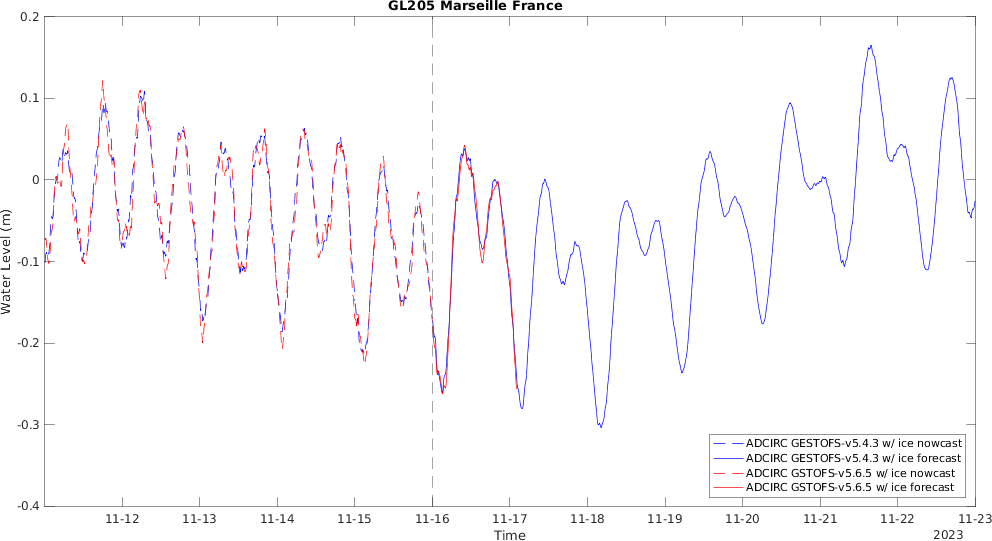 GL205 Marseille France
0.2
0.1
0
-0.1
-0.2
-0.3
-0.4
Water Level (m)
ADCIRC GESTOFS-v5.4.3 w/ ice nowcast
ADCIRC GESTOFS-v5.4.3 w/ ice forecast
ADCIRC GSTOFS-v5.6.5 w/ ice nowcast
ADCIRC GSTOFS-v5.6.5 w/ ice forecast
11-12 11-13 11-14 11-15 11-16 11-17 11-18 11-19 11-20 11-21 11-22 11-23
Time
2023